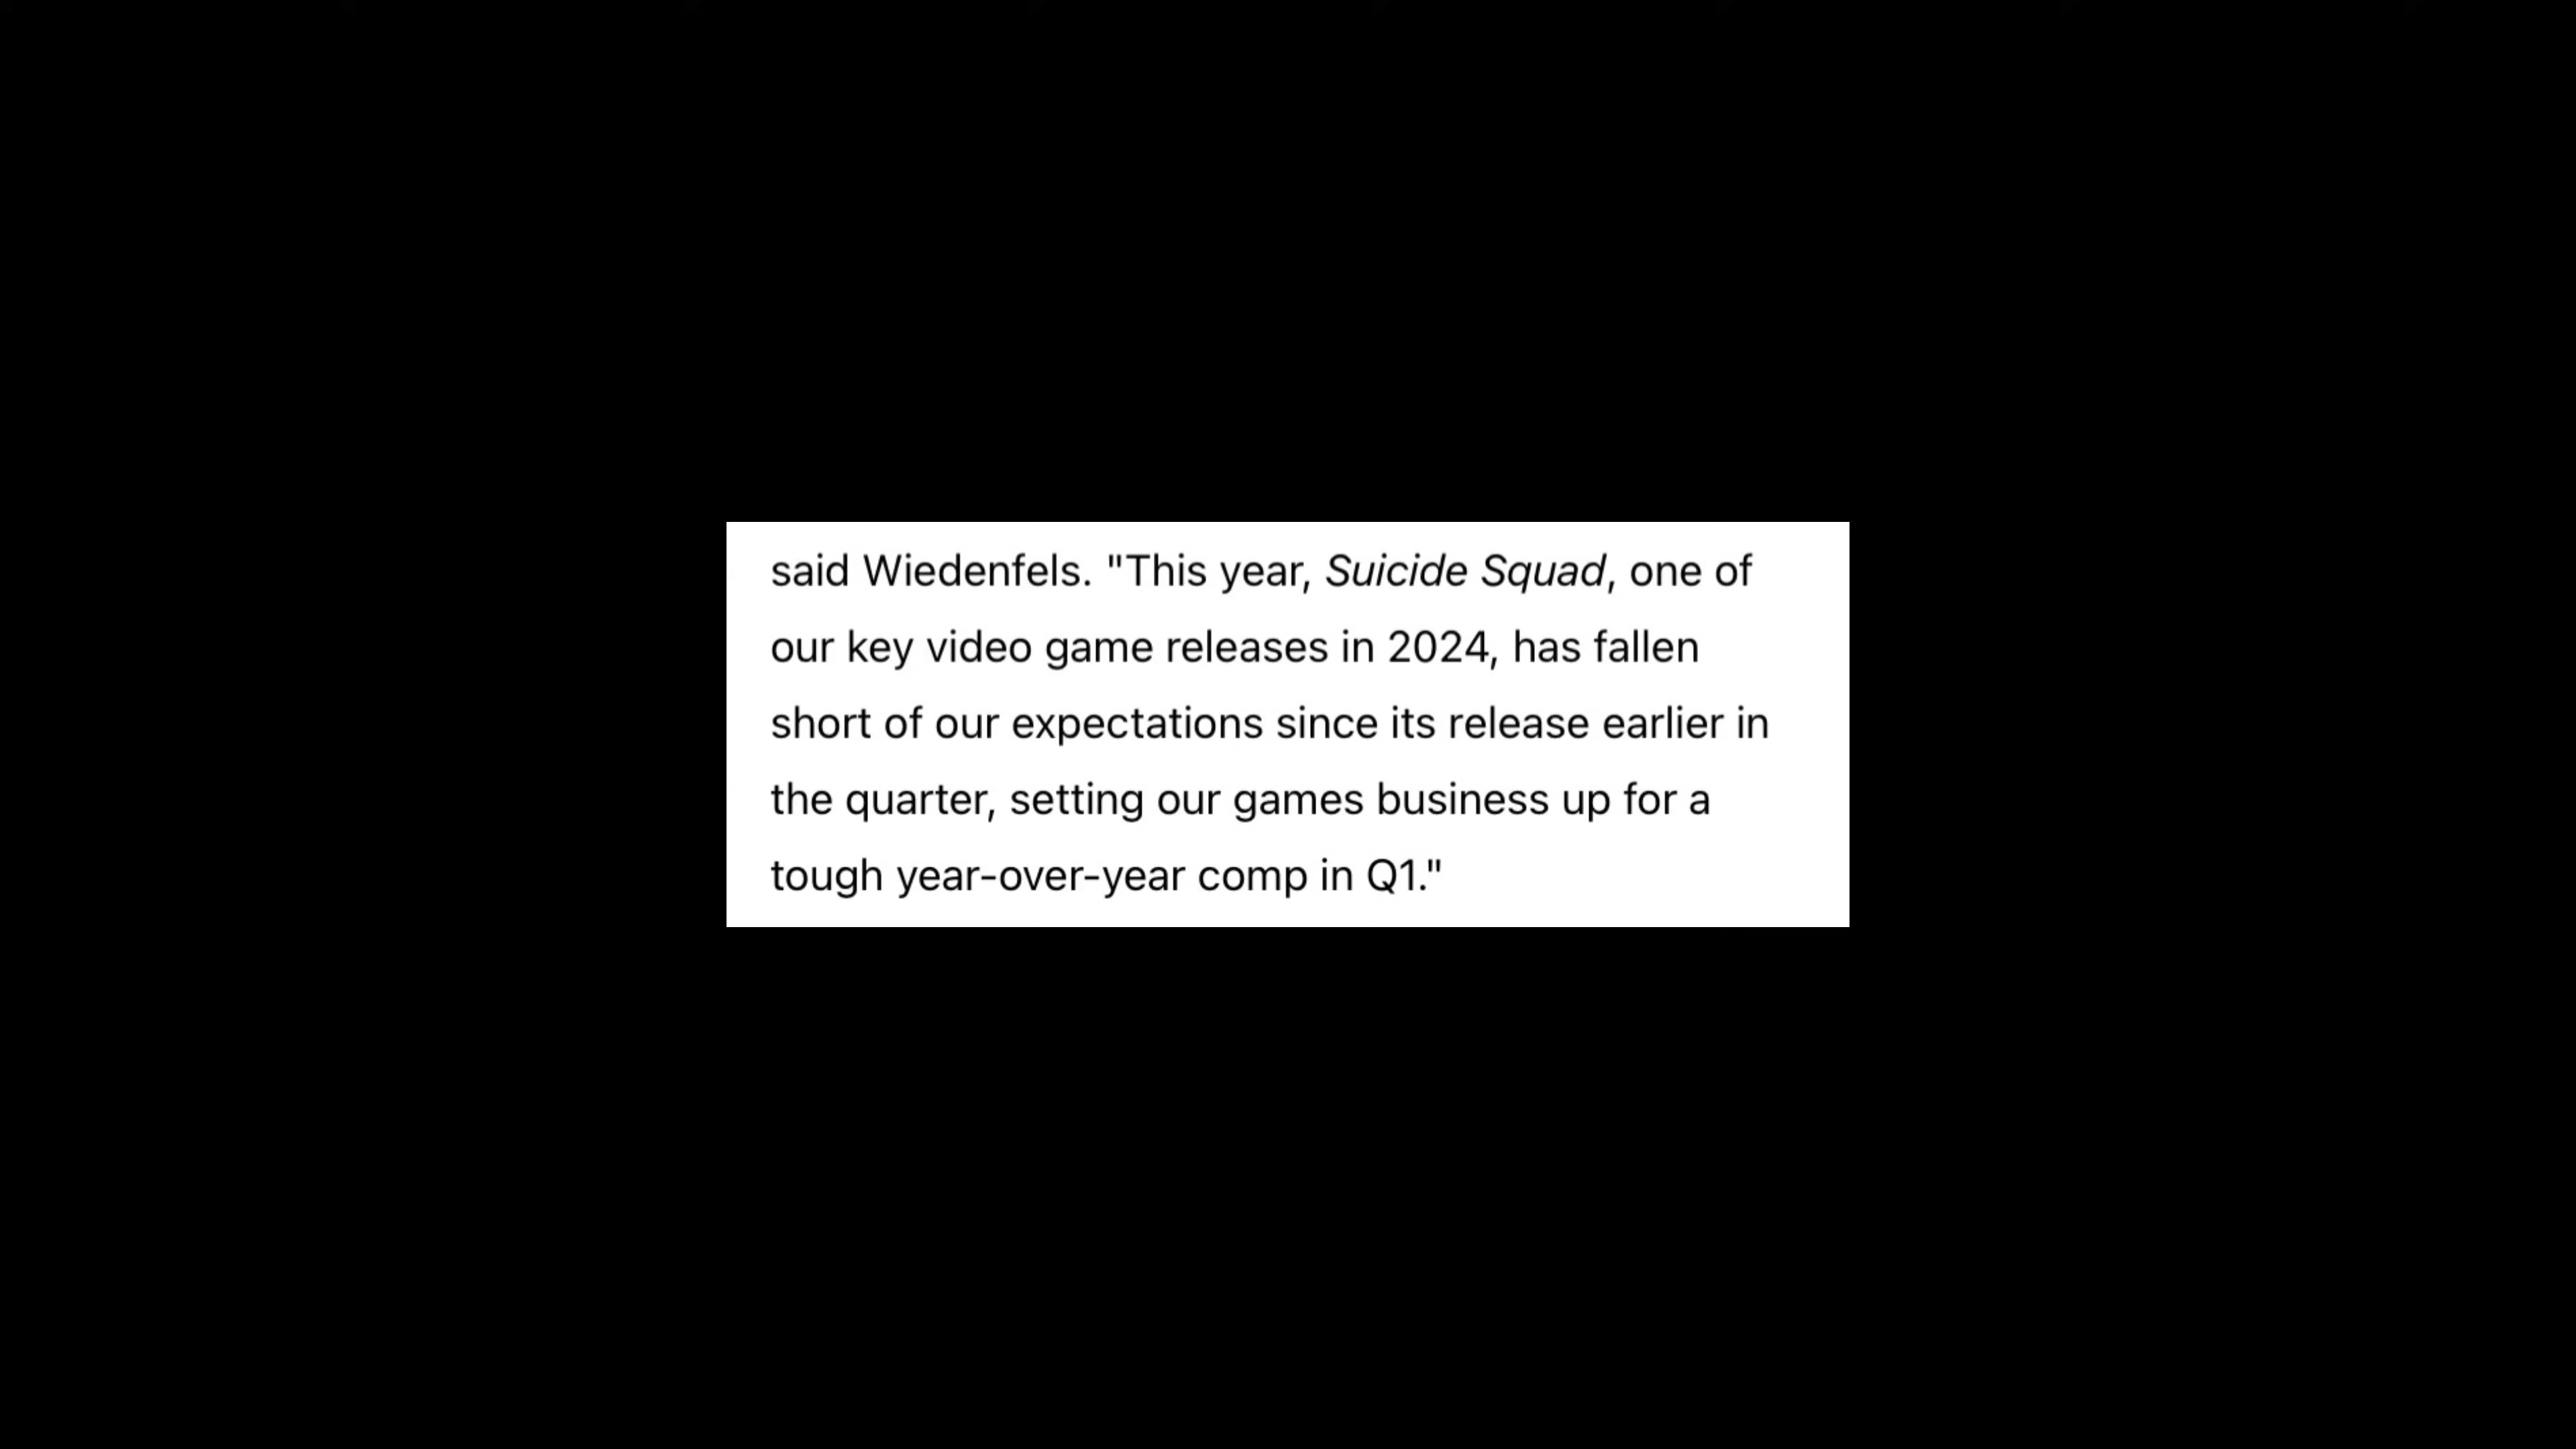 said Wiedenfels. "This year, Suicide Squad, one of
our key video game releases in 2024, has fallen
short of our expectations since its release earlier in
the quarter, setting our games business up for a
tough year-over-year comp in Q1."